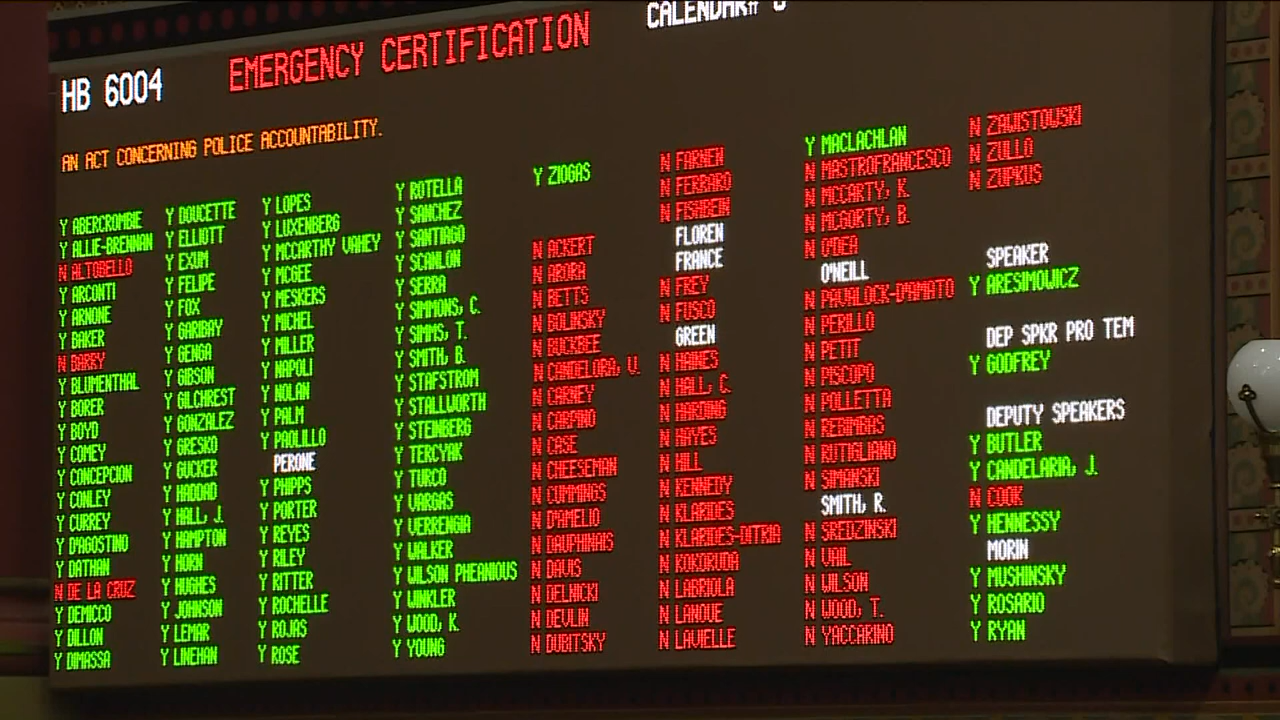 HB 6004
EMERGENCY CERTIFICATION
CALENDAR#
AN ACT CONCERNING POLICE ACCOUNTABILITY.
Y ABERCROMBIE
Y ALLIE-BRENNAN
N ALTOBELLO
Y ARCONTI
Y ARNONE
Y BAKER
N BARRY
Y BLUMENTHAL
Y BORER
Y BOYD
Y COMEY
Y CONCEPCION
Y CONLEY
Y CURREY
Y D'AGOSTINO
Y DATHAN
N DE LA CRUZ
Y DEMICCO
Y DILLON
Y DIMASSA
Y DOUCETTE
Y ELLIOTT
Y EXUM
Y FELIPE
Y FOX
Y GARIBAY
Y GENGA
Y GIBSON
Y GILCHREST
Y GONZALEZ
Y GRESKO
Y GUCKER
Y HADDAD
Y HALL, J.
Y HAMPTON
Y HORN
Y HUGHES
Y JOHNSON
Y LEMAR
Y LINEHAN
Y LOPES
Y LUXENBERG
Y MCCARTHY VAHEY
Y MCGEE
Y MESKERS
Y MICHEL
Y MILLER
Y NAPOLI
Y NOLAN
Y PALM
Y PAOLILLO
PERONE
Y PHIPPS
Y PORTER
Y REYES
Y RILEY
Y RITTER
Y ROCHELLE
Y ROJAS
Y ROSE
Y ROTELLA
Y SANCHEZ
Y SANTIAGO
Y SCANLON
Y SERRA
Y SIMMONS, C.
Y SIMMS, T.
Y SMITH, B.
Y STAFSTROM
Y STALLWORTH
Y STEINBERG
Y TERCYAK
Y TURCO
Y VARGAS
Y VERRENGIA
Y WALKER
Y WILSON PHEANIOUS
Y WINKLER
Y WOOD, K.
Y YOUNG
Y ZIOGAS
N ACKERT
N ARORA
N BETTS
N BOLINSKY
N BUCKBEE
N CANDELORA, V.
N CARNEY
N CARPINO
N CASE
N CHEESEMAN
N CUMMINGS
N D'AMELIO
N DAUPHINAIS
N DAVIS
N DELNICKI
N DEVLIN
N DUBITSKY
N FARNEN
N FERRARO
N FISHBEIN
FLOREN
FRANCE
N FREY
N FUSCO
GREEN
N HAINES
N HALL, C.
N HARDING
N HAYES
N HILL
N KENNEDY
N KLARIDES
N KLARIDES-DITRIA
N KOKORUDA
N LABRIOLA
N LANOUE
N LAVIELLE
Y MACLACHLAN
N MASTROFRANCESCO
N MCCARTY, K.
N MCGORTY, B.
N O'DEA
O'NEILL
N PAVALOCK-D'AMATO
N PERILLO
N PETIT
N PISCOPO
N POLLETTA
N REBIMBAS
N RUTIGLIANO
N SIMANSKI
SMITH, R.
N SREDZINSKI
N VAIL
N WILSON
N WOOD, T.
N YACCARINO
N ZAWISTOWSKI
N ZULLO
N ZUPKUS
SPEAKER
Y ARESIMOWICZ
DEP SPKR PRO TEM
Y GODFREY
DEPUTY SPEAKERS
Y BUTLER
Y CANDELARIA, J.
N COOK
Y HENNESSY
MORIN
Y MUSHINSKY
Y ROSARIO
Y RYAN